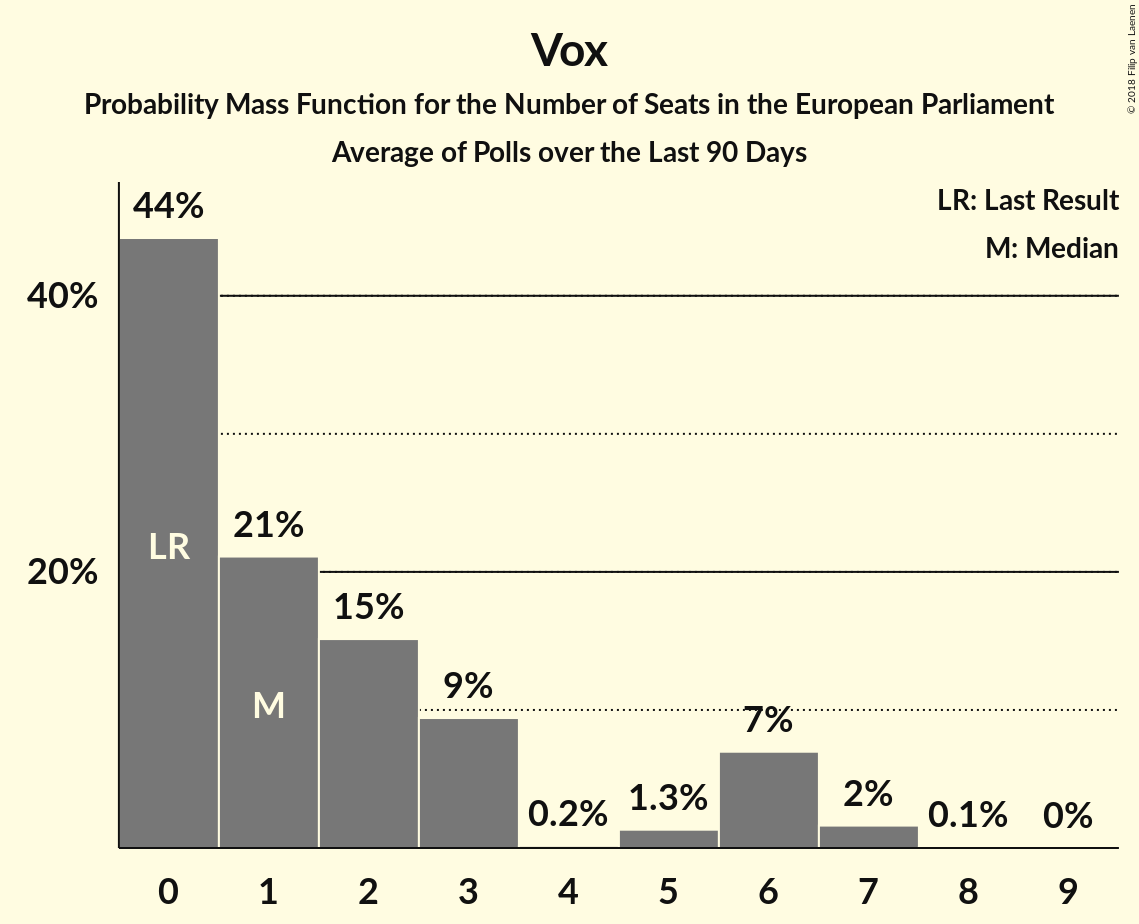 Vox
Probability Mass Function for the Number of Seats in the European Parliament
Average of Polls over the Last 90 Days
© 2018 Filip van Laenen
LR: Last Result
M: Median
44%
40%
21%
LR
20%
15%
9%
M
7%
0.2%
1.3%
2%
0.1%
0%
0 1 2 3 4 5 6 7 8 9